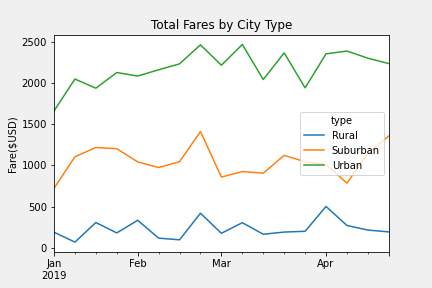 Total Fares by City Type
Fare($USD)
2500
2000
1500
1000
500
0
type
Rural
Suburban
Urban
Jan
2019
Feb
Mar
Apr